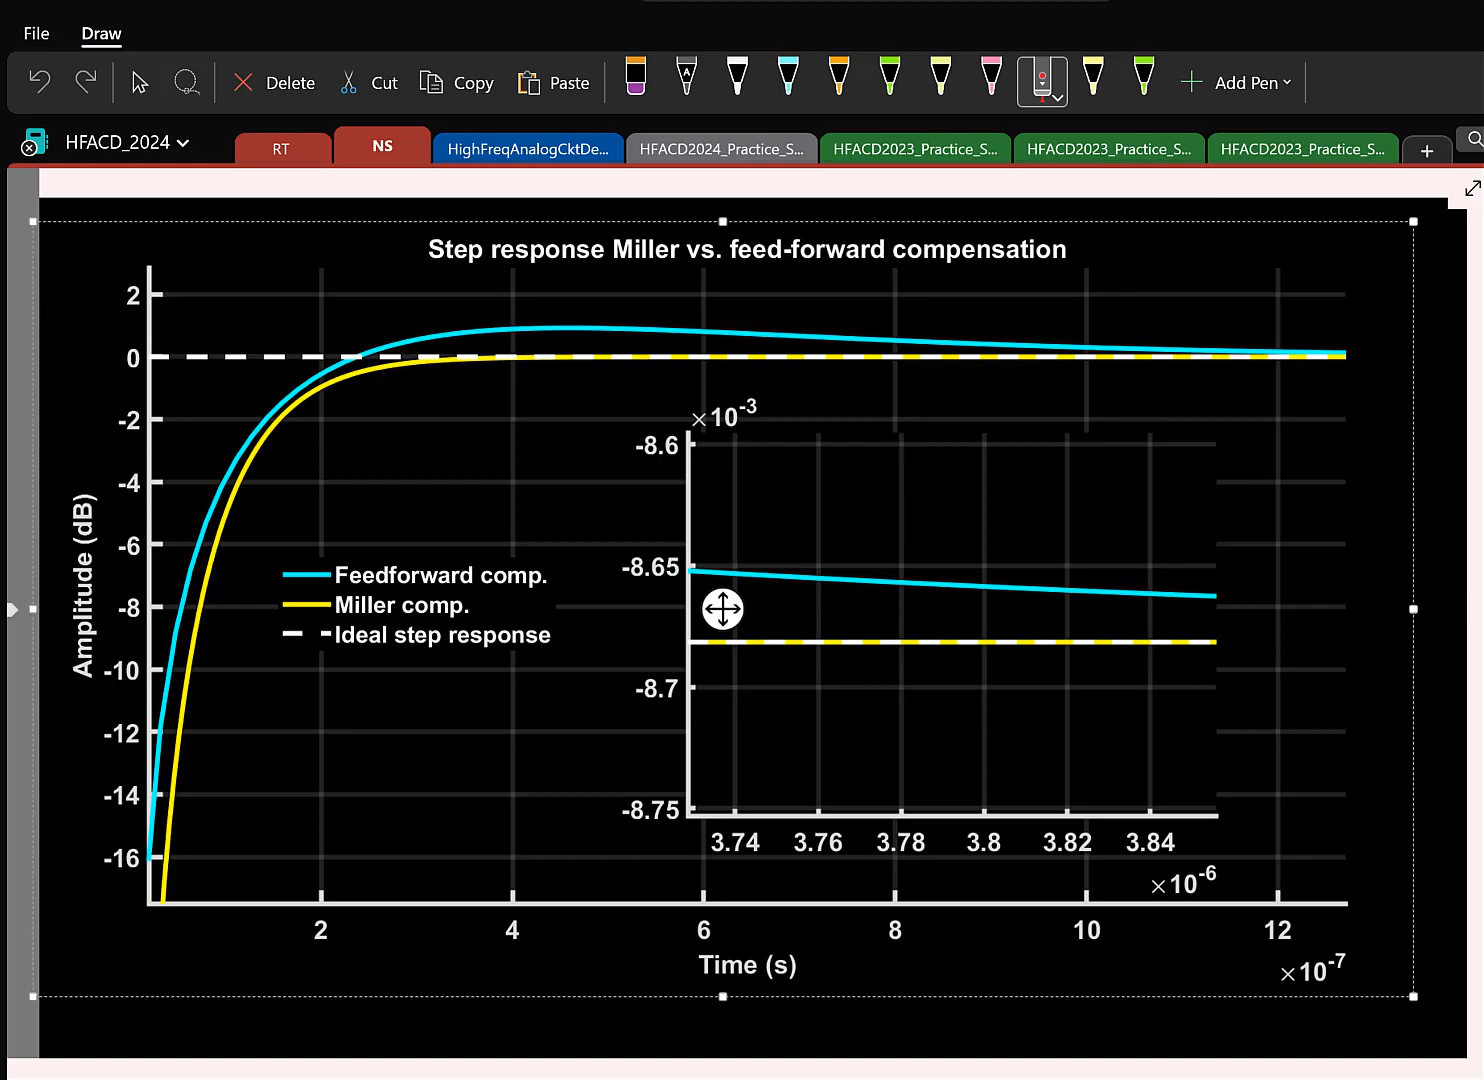 File Draw
Delete Cut Copy Paste A Add Pen
HFACD_2024 RT NS HighFreqAnalogCktDe... HFACD2024_Practice_S... HFACD2023_Practice_S... HFACD2023_Practice_S... HFACD2023_Practice_S... +
Step response Miller vs. feed-forward compensation
Amplitude (dB)
2
0
-2
-4
-6
-8
-10
-12
-14
-16
Feedforward comp.
Miller comp.
Ideal step response
×10⁻³
-8.6
-8.65
-8.7
-8.75
3.74 3.76 3.78 3.8 3.82 3.84
×10⁻⁶
2 4 6 8 10 12
Time (s)
×10⁻⁷